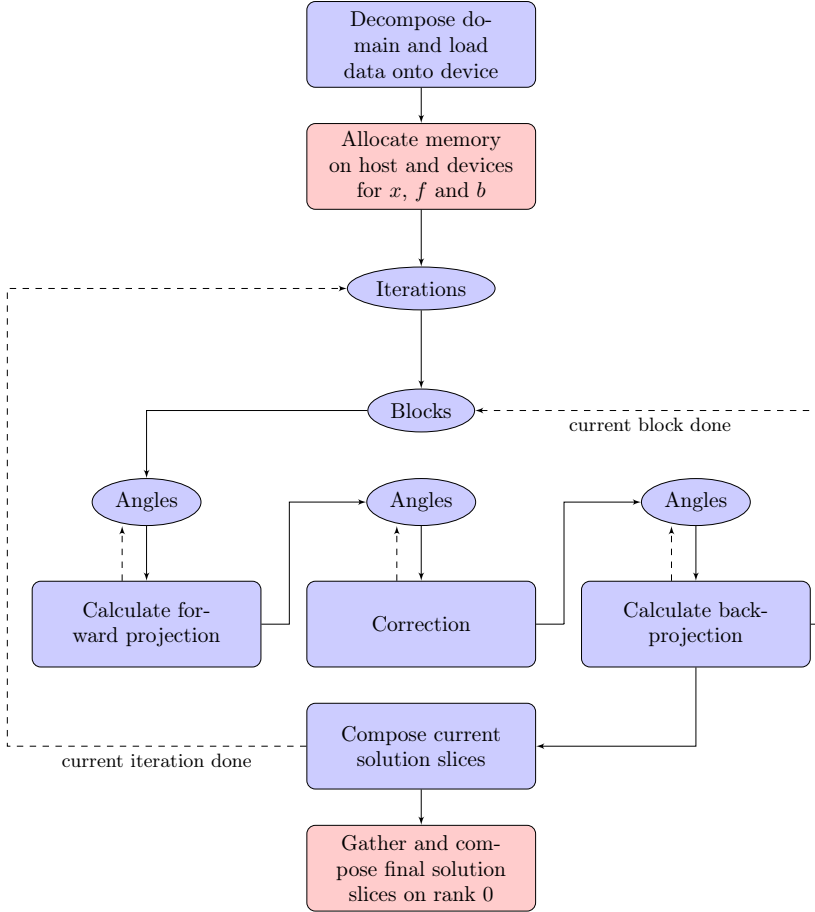 Decompose do-
main and load
data onto device
Allocate memory
on host and devices
for x, f and b
Iterations
Blocks
current block done
Angles
Angles
Angles
Calculate for-
ward projection
Correction
Calculate back-
projection
Compose current
solution slices
current iteration done
Gather and com-
pose final solution
slices on rank 0